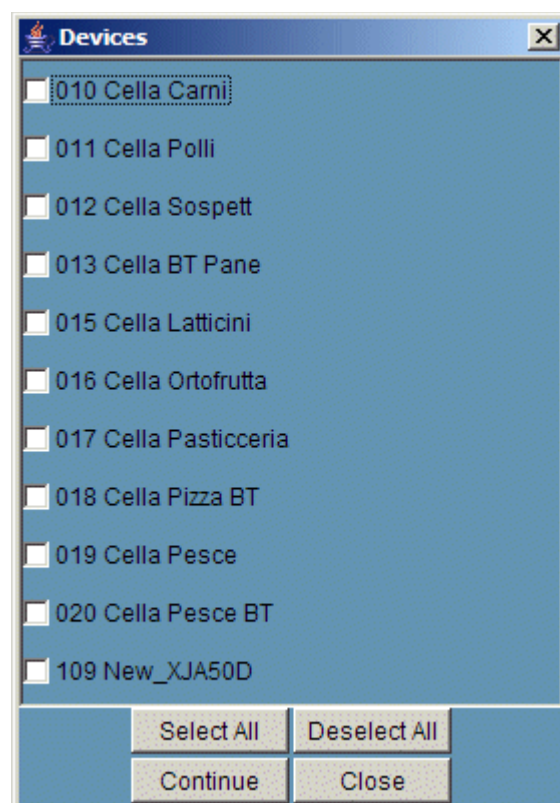 Devices
010 Cella Carni
011 Cella Polli
012 Cella Sospett
013 Cella BT Pane
015 Cella Latticini
016 Cella Ortofrutta
017 Cella Pasticceria
018 Cella Pizza BT
019 Cella Pesce
020 Cella Pesce BT
109 New_XJA50D
Select All Deselect All
Continue Close